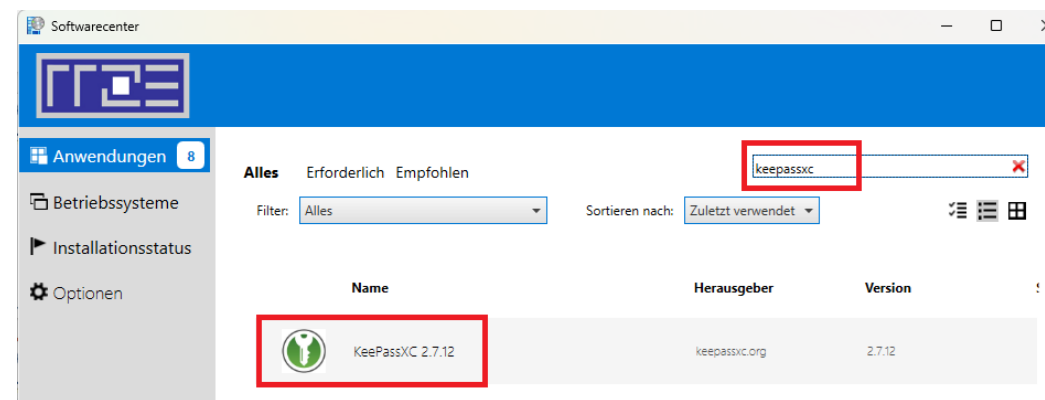 Softwarecenter
Anwendungen 8
Betriebssysteme
Installationsstatus
Optionen
Alles Erforderlich Empfohlen
keepassxc
Filter: Alles
Sortieren nach: Zuletzt verwendet
Name Herausgeber Version
KeePassXC 2.7.12 keepassxc.org 2.7.12